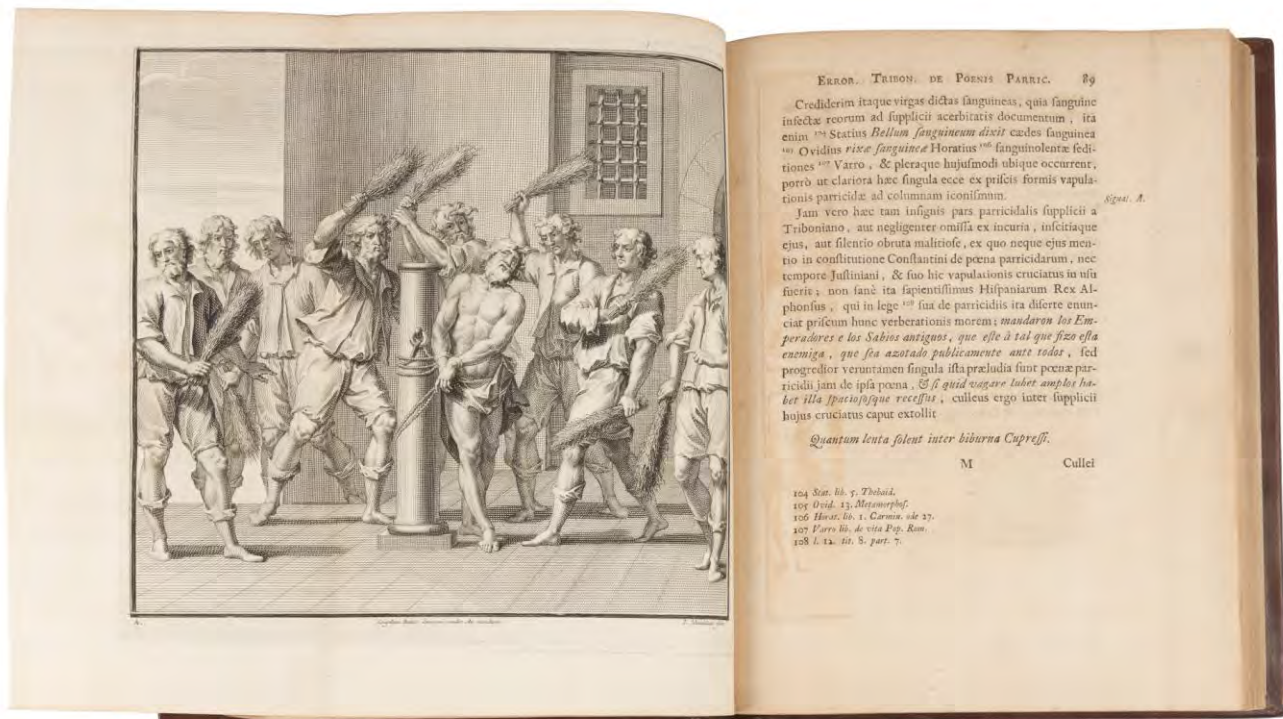 ERROR. TRIBON. DE POENIS PARRIC. 89
Crediderim itaque virgas dictas ſanguineas, quia ſanguine
infectæ reorum ad ſupplicii acerbitatis documentum, ita
enim 104 Statius Bellum ſanguineum dixit cædes ſanguinea
105 Ovidius rixæ ſanguineæ Horatius 106 ſanguinolentæ ſedi-
tiones 107 Varro, & pleraque hujuſmodi ubique occurrent,
porrò ut clariora hæc ſingula ecce ex priſcis formis vapula-
tionis parricidæ ad columnam iconiſmum.
Signat. A.
Jam vero hæc tam inſignis pars parricidalis ſupplicii a
Triboniano, aut negligenter omiſſa ex incuria, inſcitiaque
ejus, aut ſilentio obruta malitioſe, ex quo neque ejus men-
tio in conſtitutione Conſtantini de pœna parricidarum, nec
tempore Juſtiniani, & ſuo hic vapulationis cruciatus in uſu
fuerit; non ſanè ita ſapientiſſimus Hiſpaniarum Rex Al-
phonſus, qui in lege 108 ſua de parricidiis ita diſerte enun-
ciat priſcum hunc verberationis morem; mandaron los Em-
peradores e los Sabios antiguos, que eſte à tal que fizo eſta
enemiga, que ſea azotado publicamente ante todos, ſed
progredior veruntamen ſingula iſta præludia ſunt pœnæ par-
ricidii jam de ipſa pœna, & ſi quid vagare lubet amplos ha-
bet illa ſpatioſoſque receſſus, culleus ergo inter ſupplicii
hujus cruciatus caput extollit
Quantum lenta ſolent inter biburna Cupreſſi.
M Cullei
104 Stat. lib. 5. Thebaid.
105 Ovid. 13. Metamorphoſ.
106 Horat. lib. 1. Carmen. ode 27.
107 Varro lib. de vita Pop. Rom.
108 l. 12. tit. 8. part. 7.